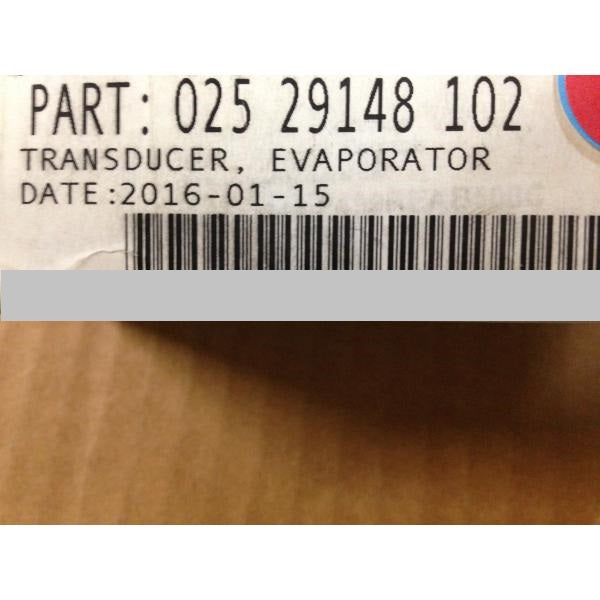 PART: 025 29148 102
TRANSDUCER, EVAPORATOR
DATE:2016-01-15